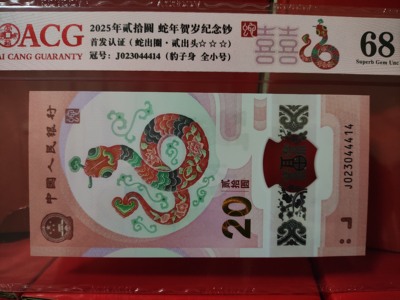 ACG
AI CANG GUARANTY
2025年贰拾圆 蛇年贺岁纪念钞
首发认证（蛇出圈·贰出头☆☆☆）
冠号：J023044414（豹子身 全小号）
囍
68
Superb Gem Unc
中国人民银行
贰拾圆
20
J023044414